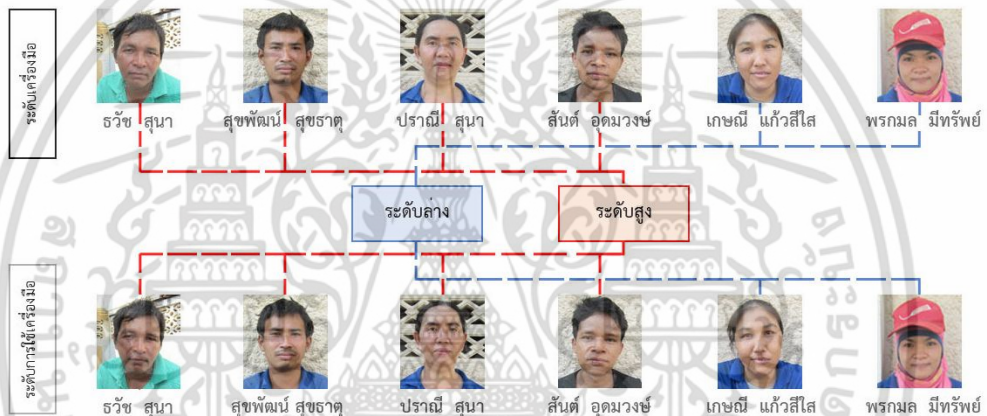 ระดับเครื่องมือ
ธวัช สุนา
สุขพัฒน์ สุขธาตุ
ปราณี สุนา
สันต์ อุดมวงษ์
เกษณี แก้วสีใส
พรกมล มีทรัพย์
ระดับล่าง
ระดับสูง
ระดับการใช้เครื่องมือ
ธวัช สุนา
สุขพัฒน์ สุขธาตุ
ปราณี สุนา
สันต์ อุดมวงษ์
เกษณี แก้วสีใส
พรกมล มีทรัพย์